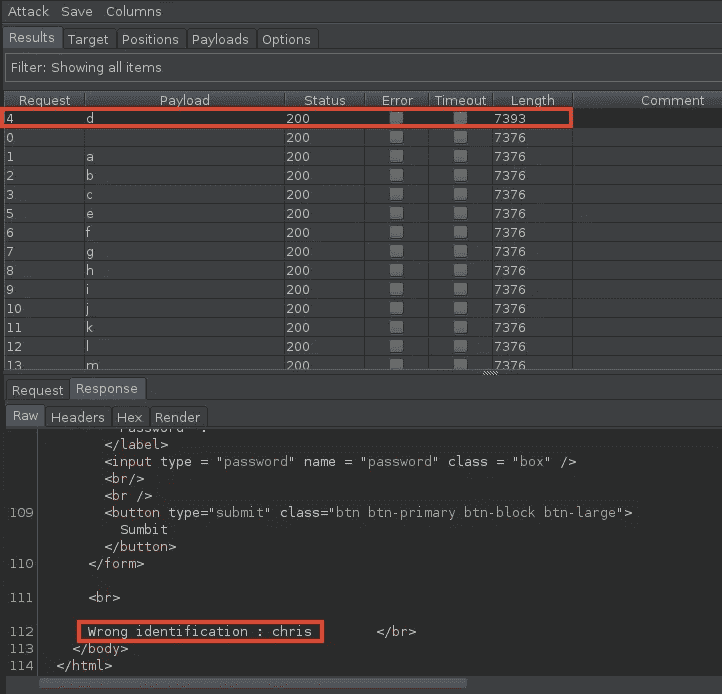 Attack Save Columns
Results Target Positions Payloads Options
Filter: Showing all items
Request Payload Status Error Timeout Length Comment
4 d 200 7393
0 200 7376
1 a 200 7376
2 b 200 7376
3 c 200 7376
5 e 200 7376
6 f 200 7376
7 g 200 7376
8 h 200 7376
9 i 200 7376
10 j 200 7376
11 k 200 7376
12 l 200 7376
13 m 200 7376
Request Response
Raw Headers Hex Render
Password :
</label>
<input type = "password" name = "password" class = "box" />
<br/>
<br />
109 <button type="submit" class="btn btn-primary btn-block btn-large">
Sumbit
</button>
110 </form>
111 <br>
112 Wrong identification : chris </br>
113 </body>
114 </html>